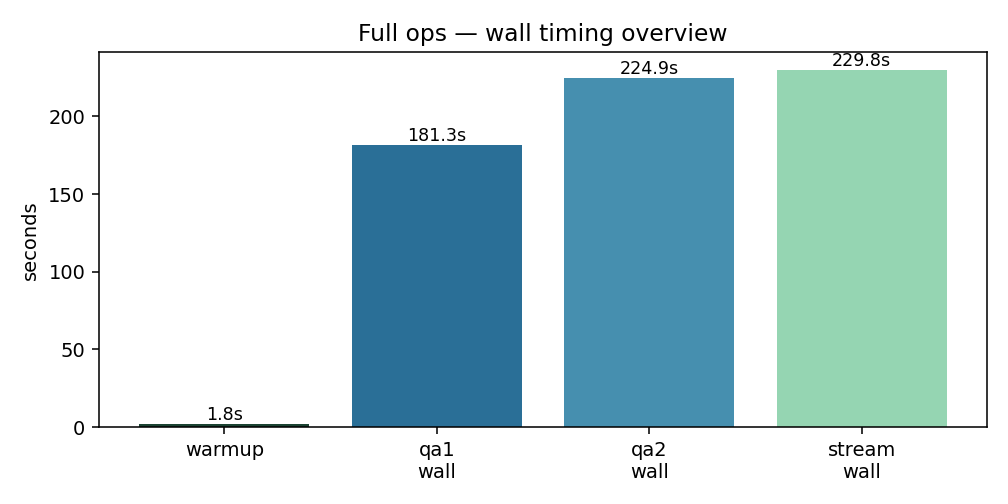 Full ops — wall timing overview
seconds
200
150
100
50
0
1.8s
181.3s
224.9s
229.8s
warmup
qa1
wall
qa2
wall
stream
wall